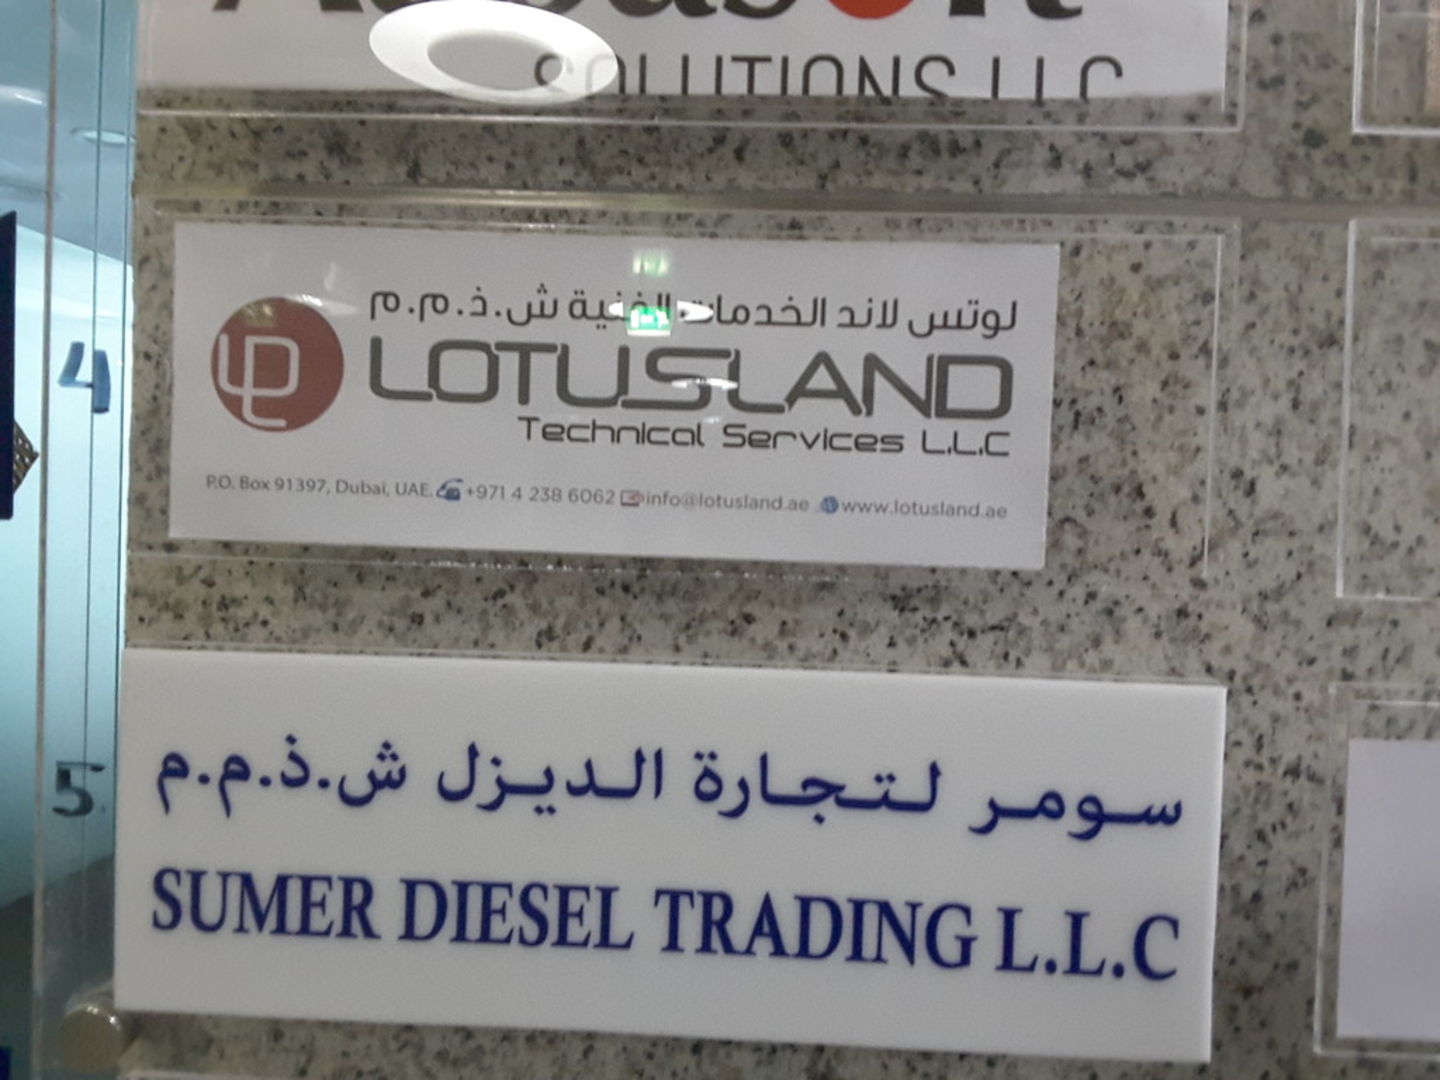 SOLUTIONS LLC
4
لوتس لاند الخدمات الفنية ش.ذ.م.م
LOTUSLAND
Technical Services L.L.C
P.O. Box 91397, Dubai, UAE. +971 4 238 6062 info@lotusland.ae www.lotusland.ae
5.
سومر لتجارة الديزل ش.ذ.م.م
SUMER DIESEL TRADING L.L.C